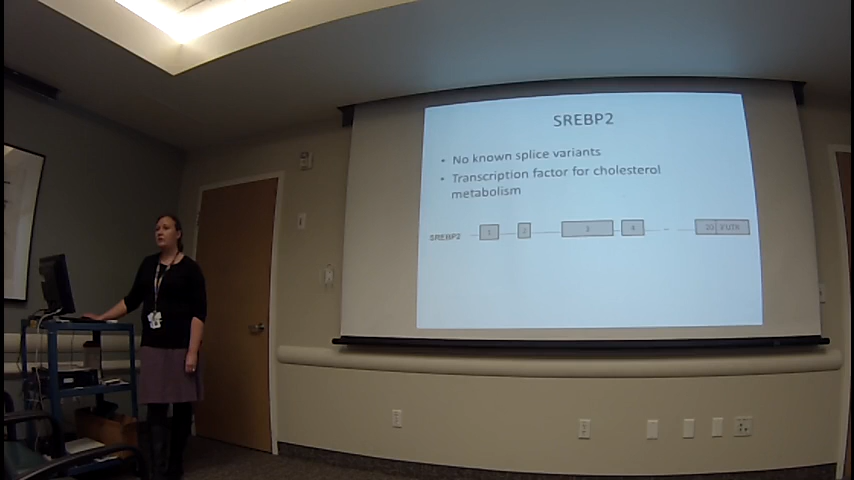 SREBP2
• No known splice variants
• Transcription factor for cholesterol
metabolism
SREBP2 1 2 3 4 20 3'UTR